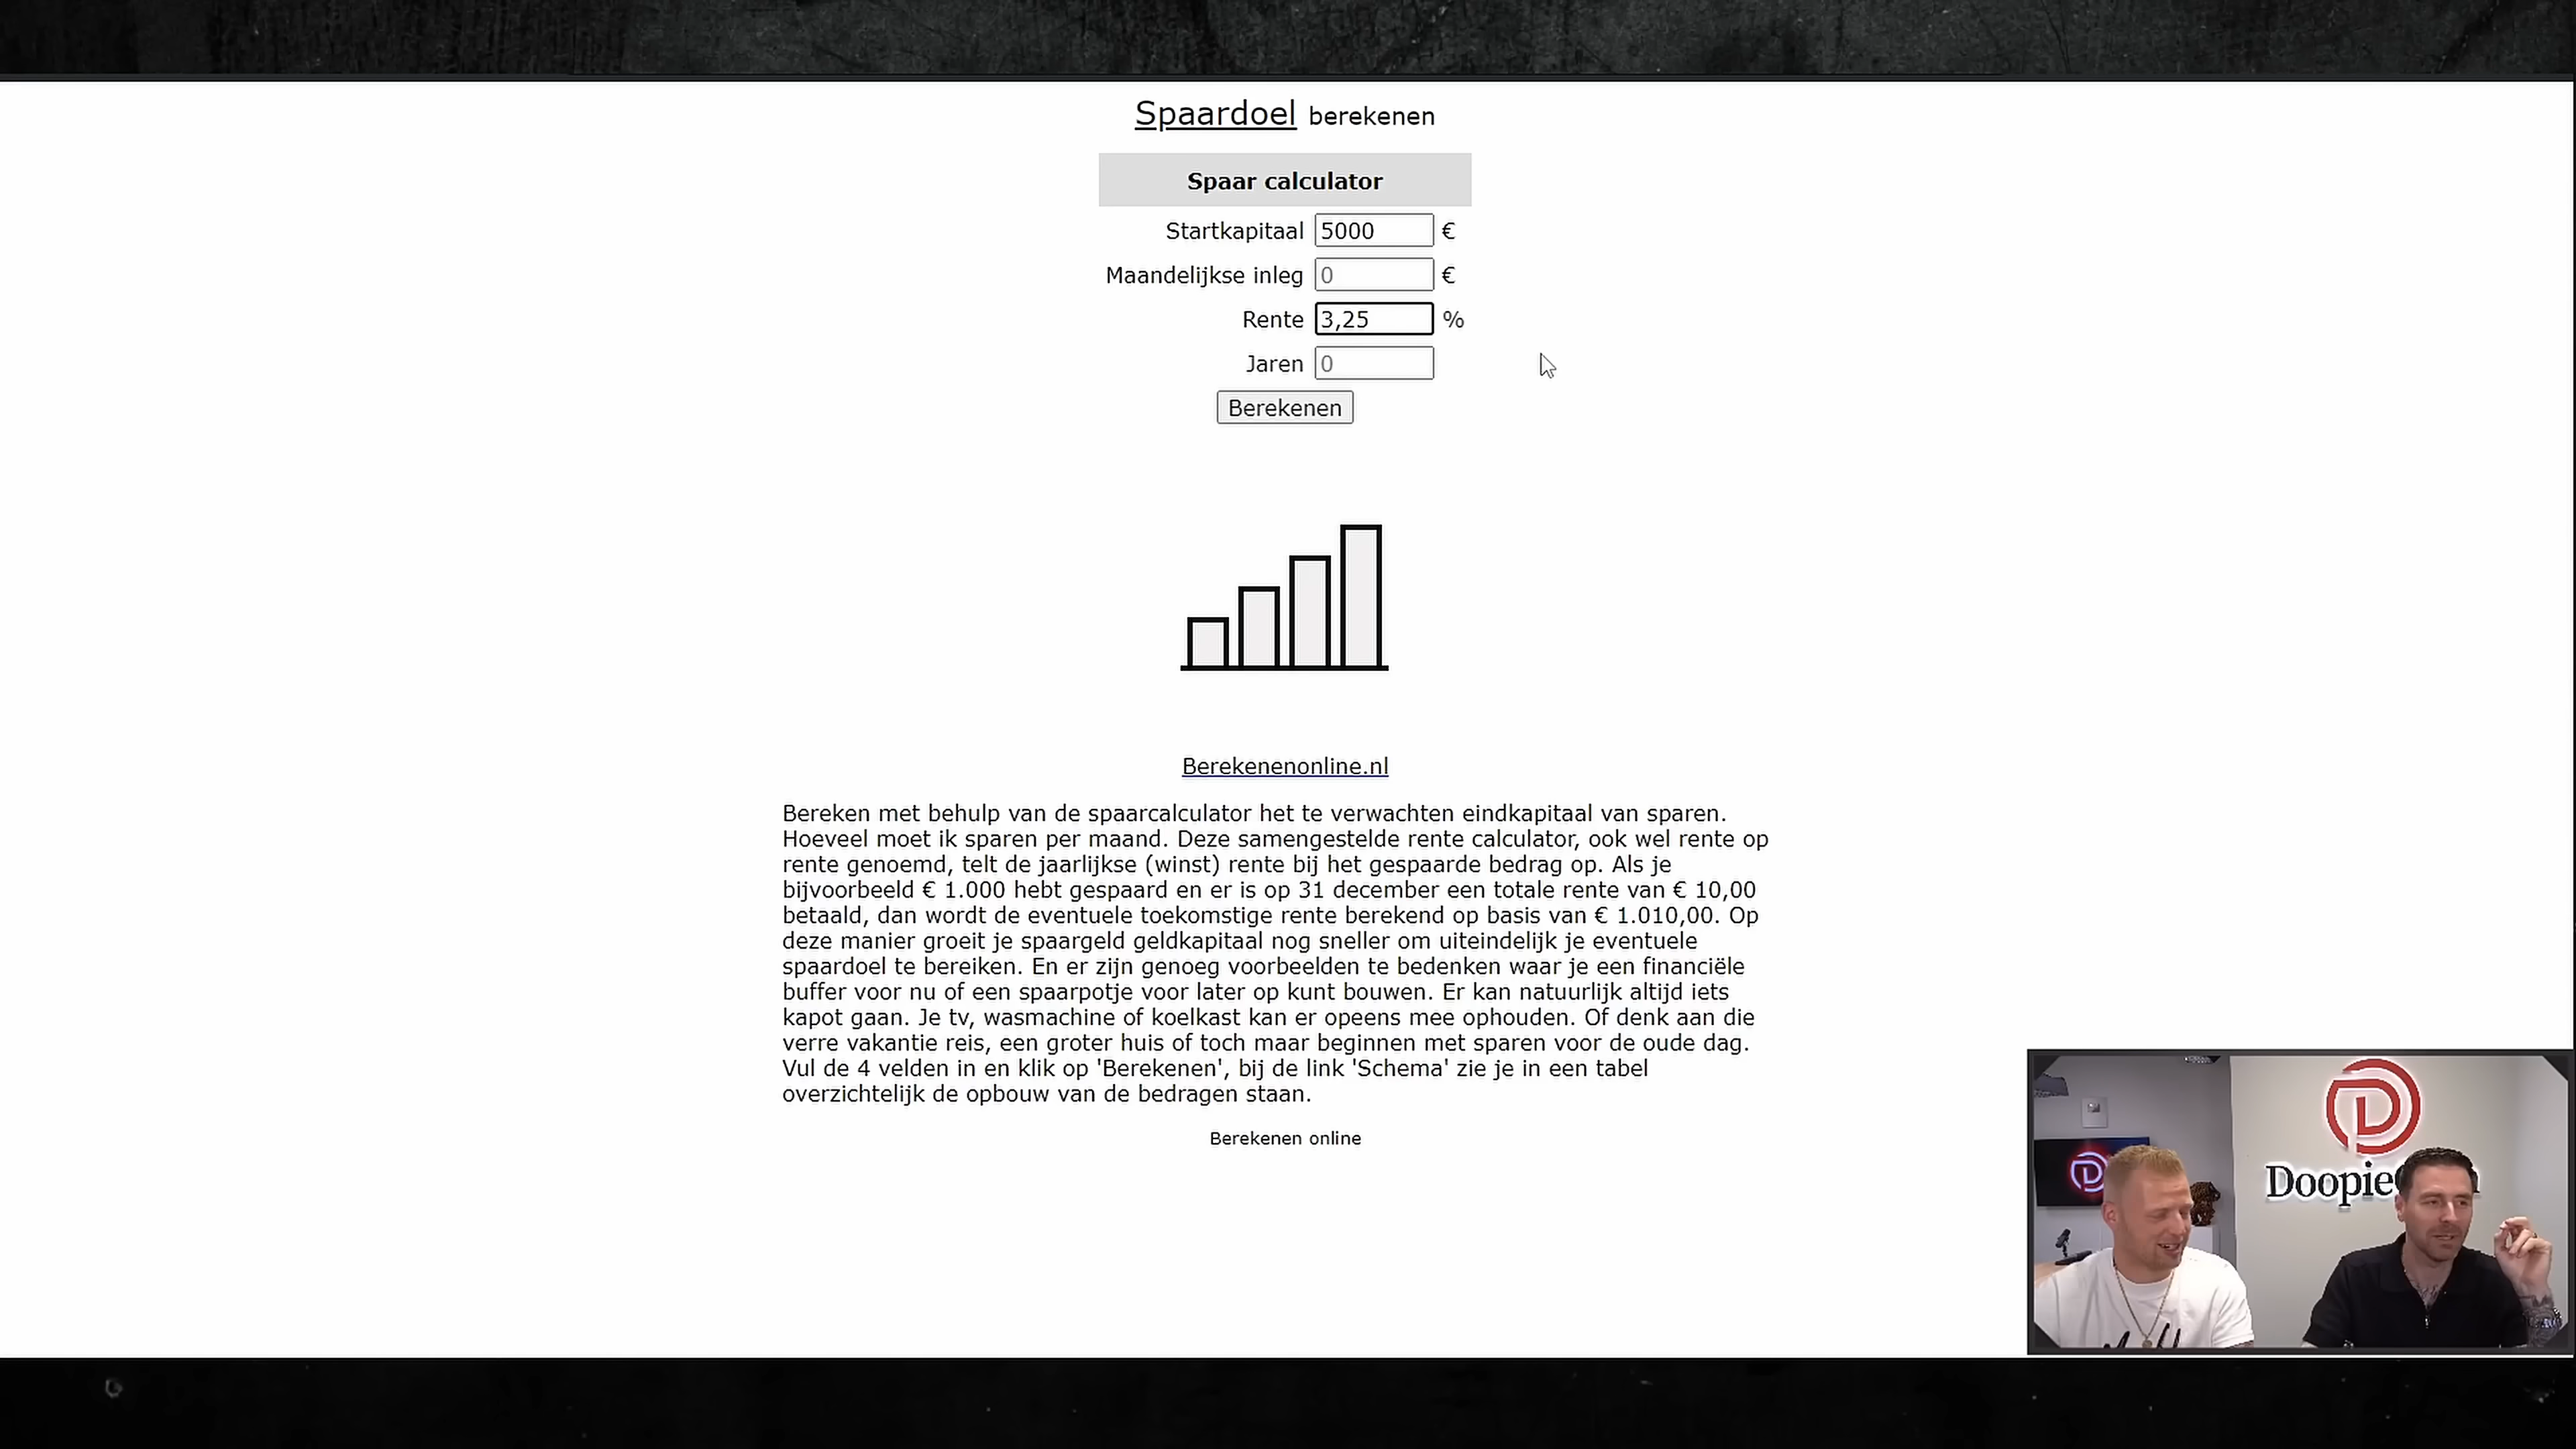 Spaardoel berekenen
Spaar calculator
Startkapitaal 5000 €
Maandelijkse inleg 0 €
Rente 3,25 %
Jaren 0
Berekenen
Berekenenonline.nl
Bereken met behulp van de spaarcalculator het te verwachten eindkapitaal van sparen.
Hoeveel moet ik sparen per maand. Deze samengestelde rente calculator, ook wel rente op
rente genoemd, telt de jaarlijkse (winst) rente bij het gespaarde bedrag op. Als je
bijvoorbeeld € 1.000 hebt gespaard en er is op 31 december een totale rente van € 10,00
betaald, dan wordt de eventuele toekomstige rente berekend op basis van € 1.010,00. Op
deze manier groeit je spaargeld geldkapitaal nog sneller om uiteindelijk je eventuele
spaardoel te bereiken. En er zijn genoeg voorbeelden te bedenken waar je een financiële
buffer voor nu of een spaarpotje voor later op kunt bouwen. Er kan natuurlijk altijd iets
kapot gaan. Je tv, wasmachine of koelkast kan er opeens mee ophouden. Of denk aan die
verre vakantie reis, een groter huis of toch maar beginnen met sparen voor de oude dag.
Vul de 4 velden in en klik op 'Berekenen', bij de link 'Schema' zie je in een tabel
overzichtelijk de opbouw van de bedragen staan.
Berekenen online
Doopie